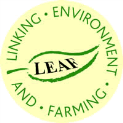 LINKING • ENVIRONMENT
LEAF
AND • FARMING •